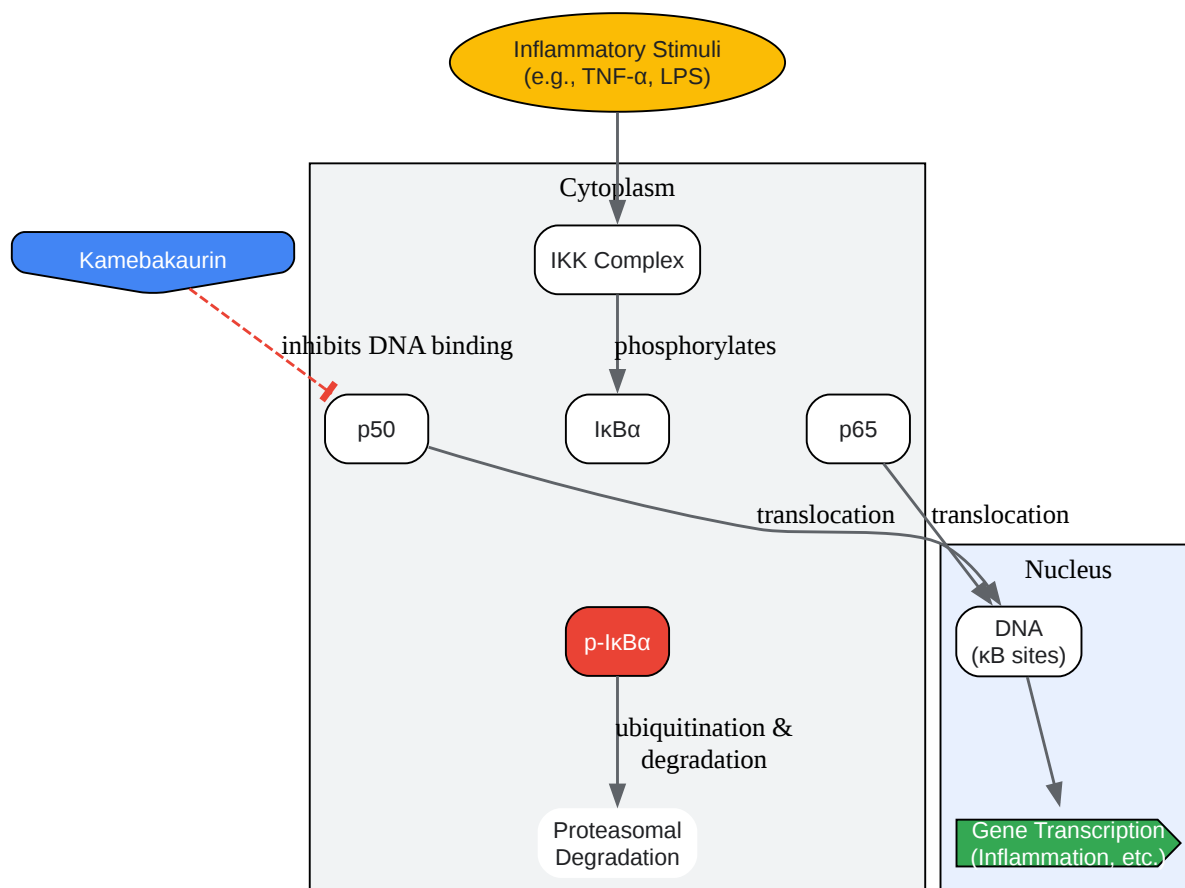 Inflammatory Stimuli
(e.g., TNF-α, LPS)
Cytoplasm
IKK Complex
Kamebakaurin
inhibits DNA binding
phosphorylates
p50
IκBα
p65
translocation
translocation
Nucleus
p-IκBα
DNA
(κB sites)
ubiquitination &
degradation
Proteasomal
Degradation
Gene Transcription
(Inflammation, etc.)